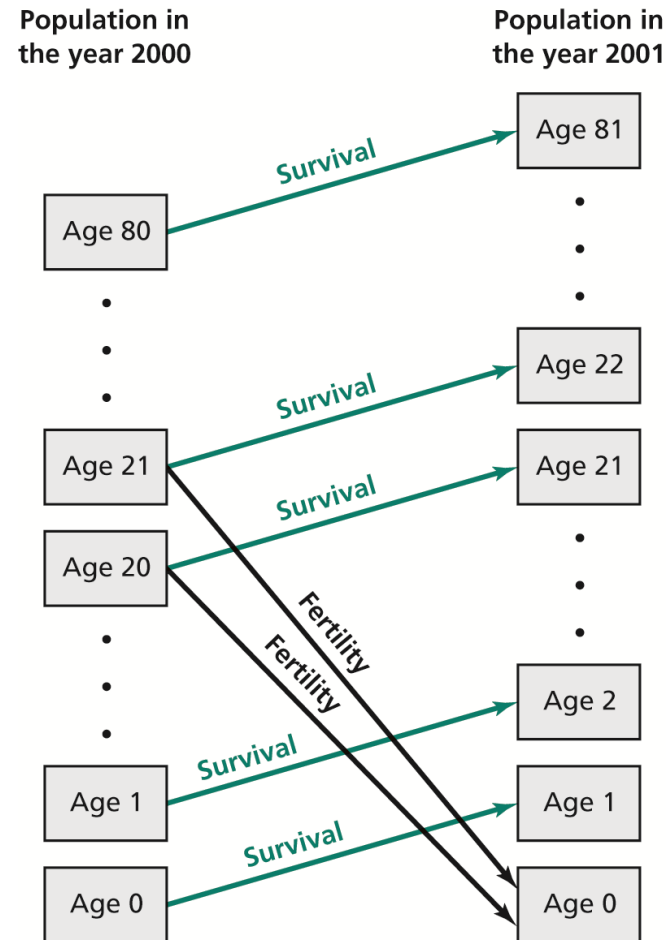 Population in
the year 2000
Population in
the year 2001
Age 81
Survival
Age 80
Age 22
Survival
Age 21
Age 21
Survival
Age 20
Fertility
Fertility
Age 2
Survival
Age 1
Age 1
Survival
Age 0
Age 0